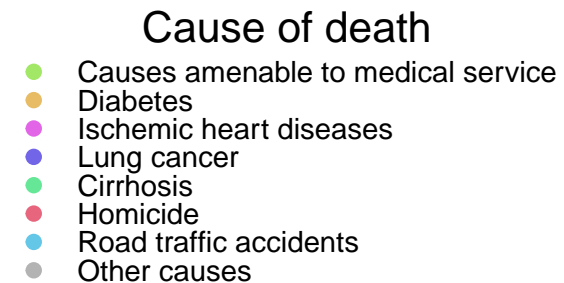 Cause of death
Causes amenable to medical service
Diabetes
Ischemic heart diseases
Lung cancer
Cirrhosis
Homicide
Road traffic accidents
Other causes